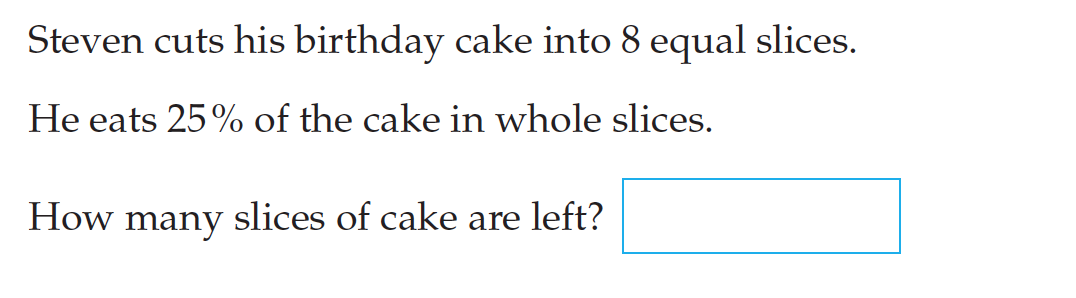 Steven cuts his birthday cake into 8 equal slices.
He eats 25% of the cake in whole slices.
How many slices of cake are left?